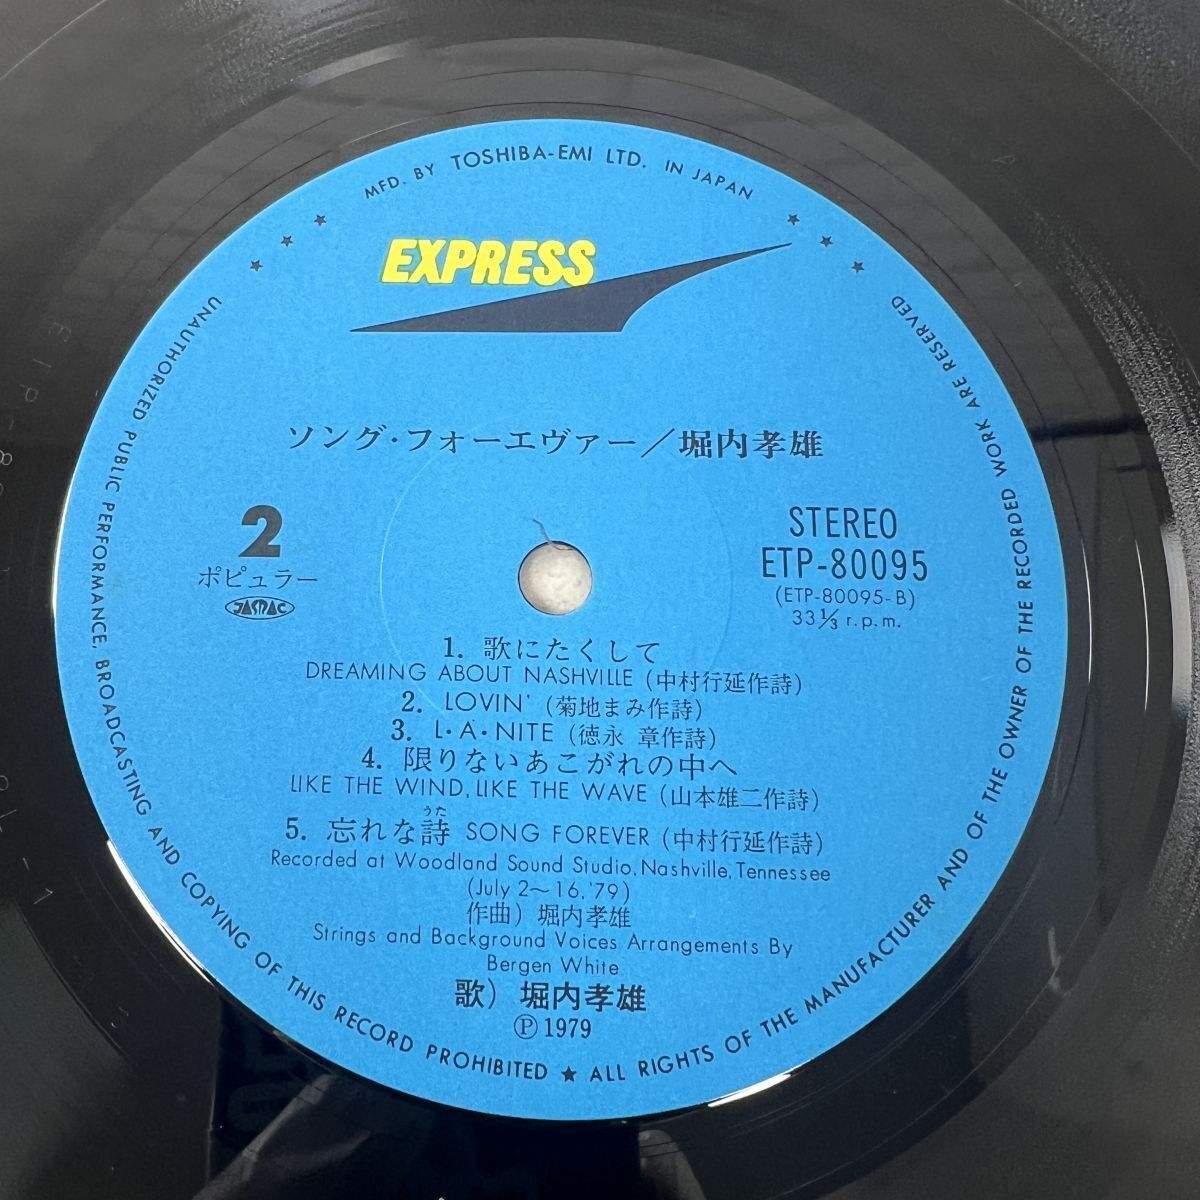 MFD. BY TOSHIBA-EMI LTD. IN JAPAN
EXPRESS
ソング・フォーエヴァー／堀内孝雄
2
ポピュラー
JASRAC
STEREO
ETP-80095
(ETP-80095-B)
33 1/3 r.p.m.
1. 歌にたくして
DREAMING ABOUT NASHVILLE (中村行延作詩)
2. LOVIN' (菊地まみ作詩)
3. L・A・NITE (徳永 章作詩)
4. 限りないあこがれの中へ
LIKE THE WIND, LIKE THE WAVE (山本雄二作詩)
うた
5. 忘れな詩 SONG FOREVER (中村行延作詩)
Recorded at Woodland Sound Studio, Nashville, Tennessee
(July 2〜16, '79)
作曲) 堀内孝雄
Strings and Background Voices Arrangements By
Bergen White
歌) 堀内孝雄
Ⓟ 1979
UNAUTHORIZED PUBLIC PERFORMANCE, BROADCASTING AND COPYING OF THIS RECORD PROHIBITED ★ ALL RIGHTS OF THE MANUFACTURER AND OF THE OWNER OF THE RECORDED WORK ARE RESERVED